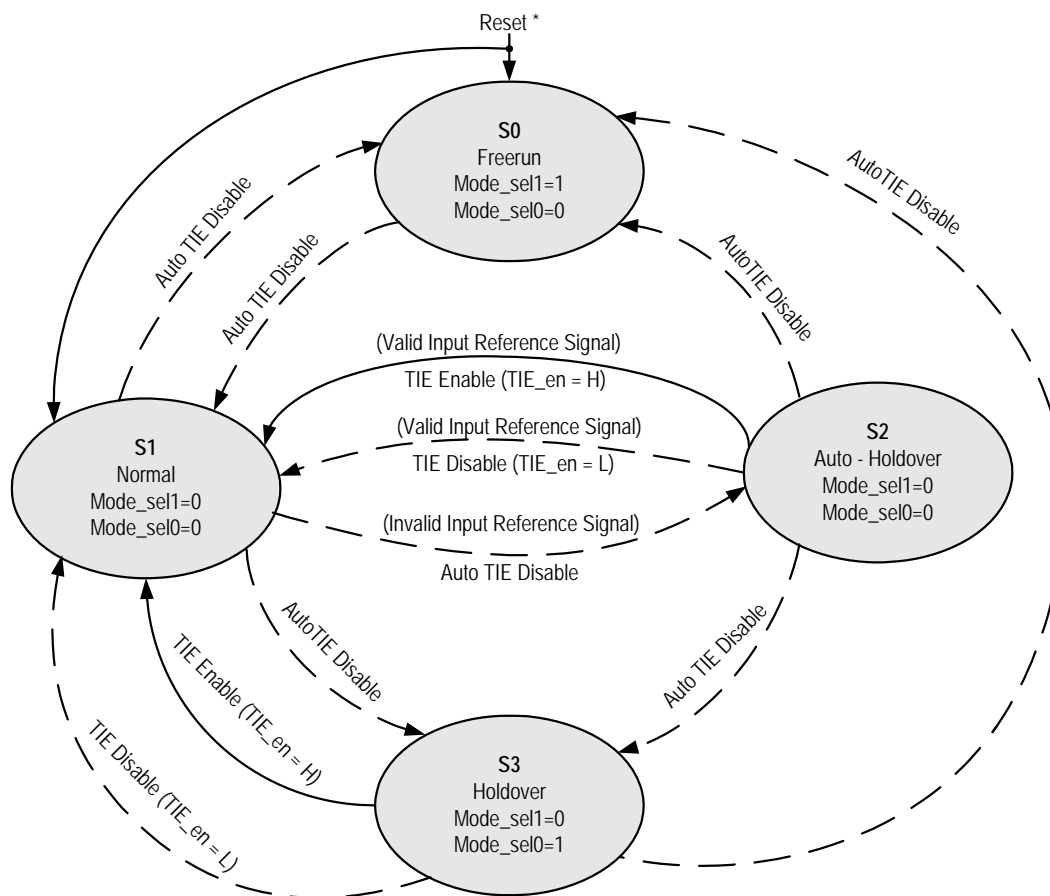 Reset *
S0
Freerun
Mode_sel1=1
Mode_sel0=0
AutoTIE Disable
Auto TIE Disable
Auto TIE Disable
AutoTIE Disable
(Valid Input Reference Signal)
TIE Enable (TIE_en = H)
(Valid Input Reference Signal)
TIE Disable (TIE_en = L)
(Invalid Input Reference Signal)
Auto TIE Disable
S1
Normal
Mode_sel1=0
Mode_sel0=0
S2
Auto - Holdover
Mode_sel1=0
Mode_sel0=0
AutoTIE Disable
Auto TIE Disable
TIE Enable (TIE_en = H)
TIE Disable (TIE_en = L)
S3
Holdover
Mode_sel1=0
Mode_sel0=1